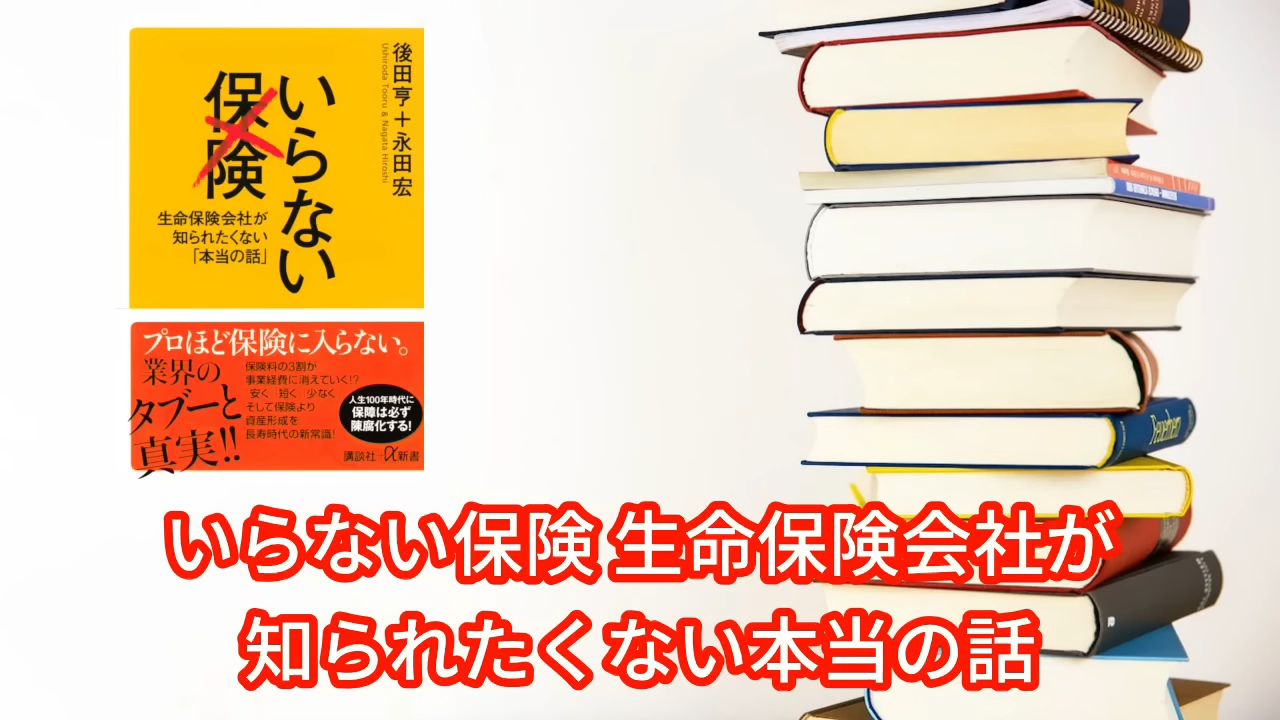 後田亨+永田宏
Ushiroda Tooru & Nagata Hiroshi
いらない
保険
生命保険会社が
知られたくない
「本当の話」
プロほど保険に入らない。
業界の
タブーと
真実!!
保険料の3割が
事業経費に消えていく!?
安く 短く 少なく
そして保険より
資産形成を
長寿時代の新常識!
人生100年時代に
保障は必ず
陳腐化する!
講談社+α新書
いらない保険 生命保険会社が
知られたくない本当の話